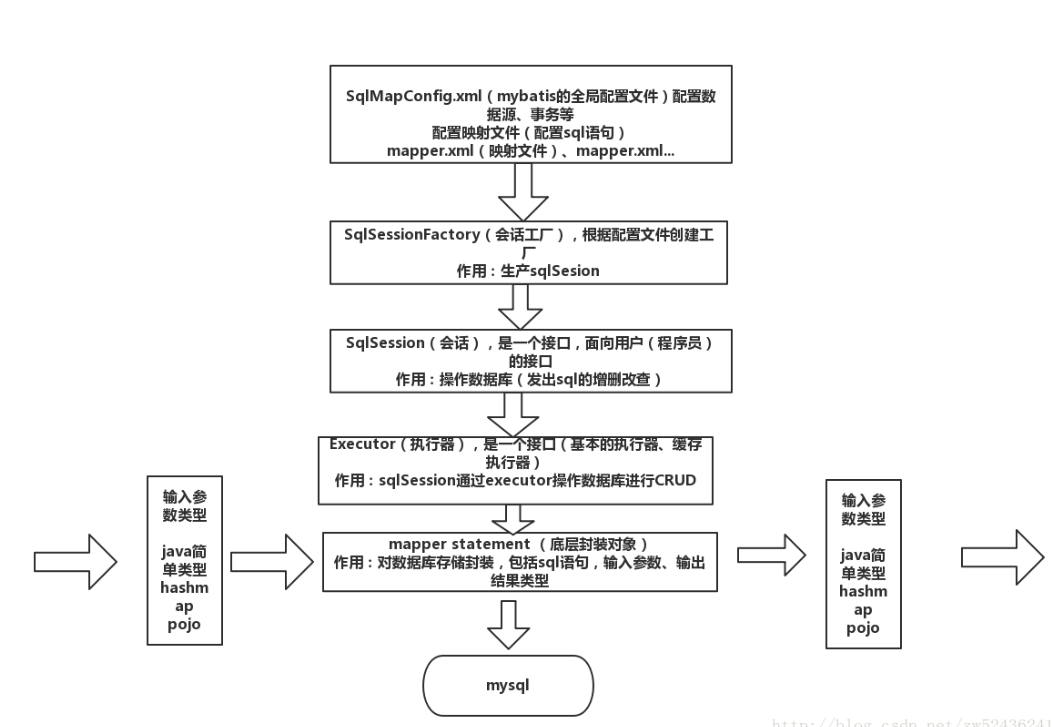 SqlMapConfig.xml（mybatis的全局配置文件）配置数
据源、事务等
配置映射文件（配置sql语句）
mapper.xml（映射文件）、mapper.xml...
SqlSessionFactory（会话工厂），根据配置文件创建工
厂
作用：生产sqlSesion
SqlSession（会话），是一个接口，面向用户（程序员）
的接口
作用：操作数据库（发出sql的增删改查）
Executor（执行器），是一个接口（基本的执行器、缓存
执行器）
作用：sqlSession通过executor操作数据库进行CRUD
输入参
数类型
java简
单类型
hashm
ap
pojo
mapper statement （底层封装对象）
作用：对数据库存储封装，包括sql语句，输入参数、输出
结果类型
输入参
数类型
java简
单类型
hashm
ap
pojo
mysql
http://blog.csdn.net/zw52436241